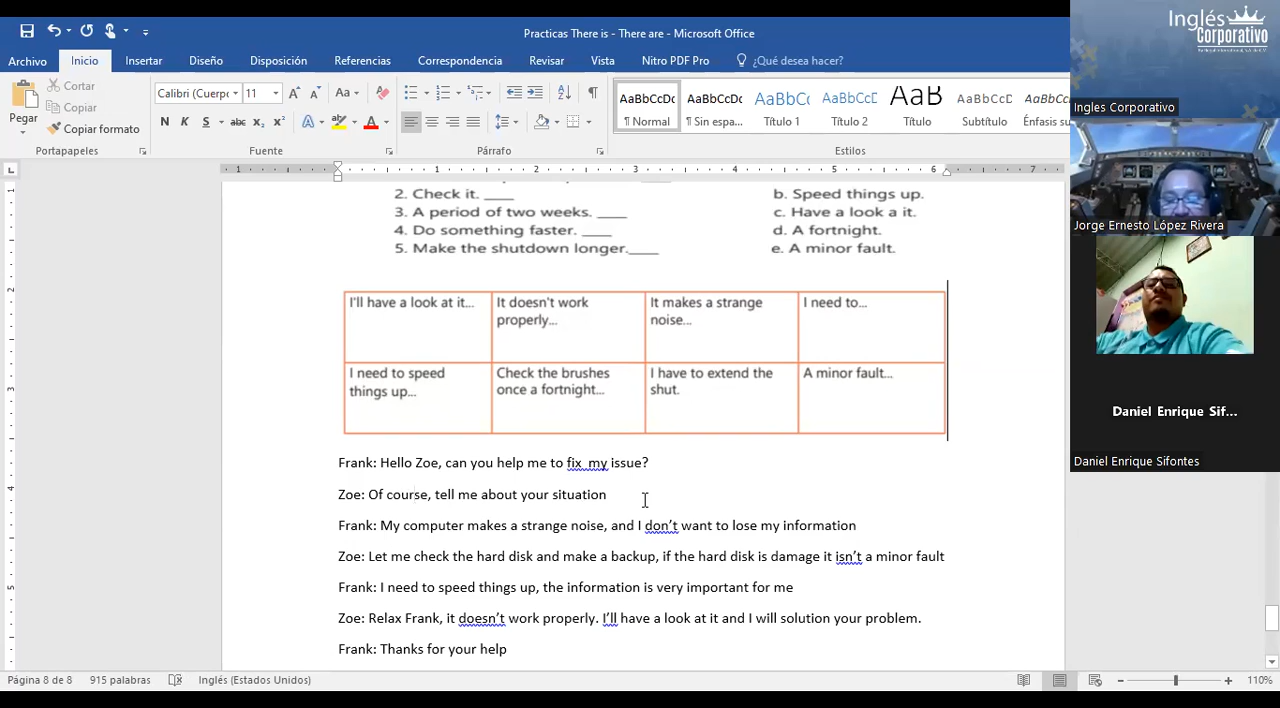 Practicas There is - There are - Microsoft Office
Archivo Inicio Insertar Diseño Disposición Referencias Correspondencia Revisar Vista Nitro PDF Pro ¿Qué desea hacer?
Pegar
Cortar
Copiar
Copiar formato
Portapapeles
Calibri (Cuerpo 11
N K S abc x₂ x²
Fuente
Párrafo
AaBbCcDc AaBbCcDc AaBbCc AaBbCcD AaB AaBbCcD AaBbCcDc
¶ Normal ¶ Sin espa... Título 1 Título 2 Título Subtítulo Énfasis su
Estilos
2. Check it. ____ b. Speed things up.
3. A period of two weeks. ____ c. Have a look a it.
4. Do something faster. ____ d. A fortnight.
5. Make the shutdown longer.____ e. A minor fault.
I'll have a look at it...
It doesn't work
properly...
It makes a strange
noise...
I need to...
I need to speed
things up...
Check the brushes
once a fortnight...
I have to extend the
shut.
A minor fault...
Frank: Hello Zoe, can you help me to fix  my issue?
Zoe: Of course, tell me about your situation
Frank: My computer makes a strange noise, and I don't want to lose my information
Zoe: Let me check the hard disk and make a backup, if the hard disk is damage it isn't a minor fault
Frank: I need to speed things up, the information is very important for me
Zoe: Relax Frank, it doesn't work properly. I'll have a look at it and I will solution your problem.
Frank: Thanks for your help
Página 8 de 8 915 palabras Inglés (Estados Unidos) 110%
Inglés
Corporativo
Ingles Corporativo
Jorge Ernesto López Rivera
Daniel Enrique Sif...
Daniel Enrique Sifontes